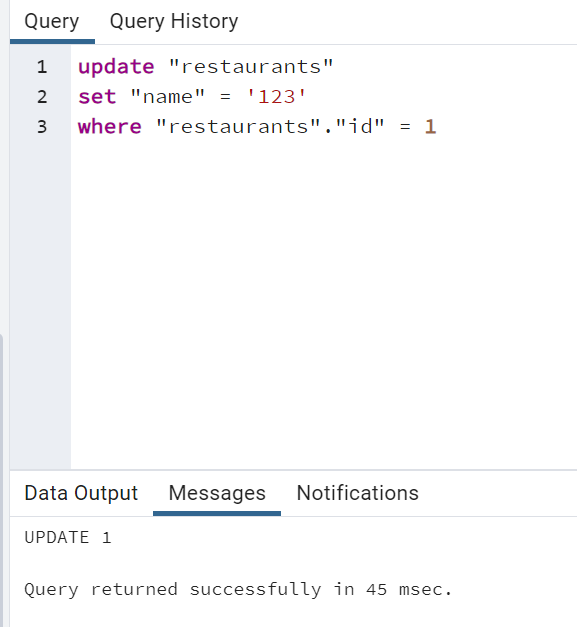 Query Query History
1 update "restaurants"
2 set "name" = '123'
3 where "restaurants"."id" = 1
Data Output Messages Notifications
UPDATE 1
Query returned successfully in 45 msec.